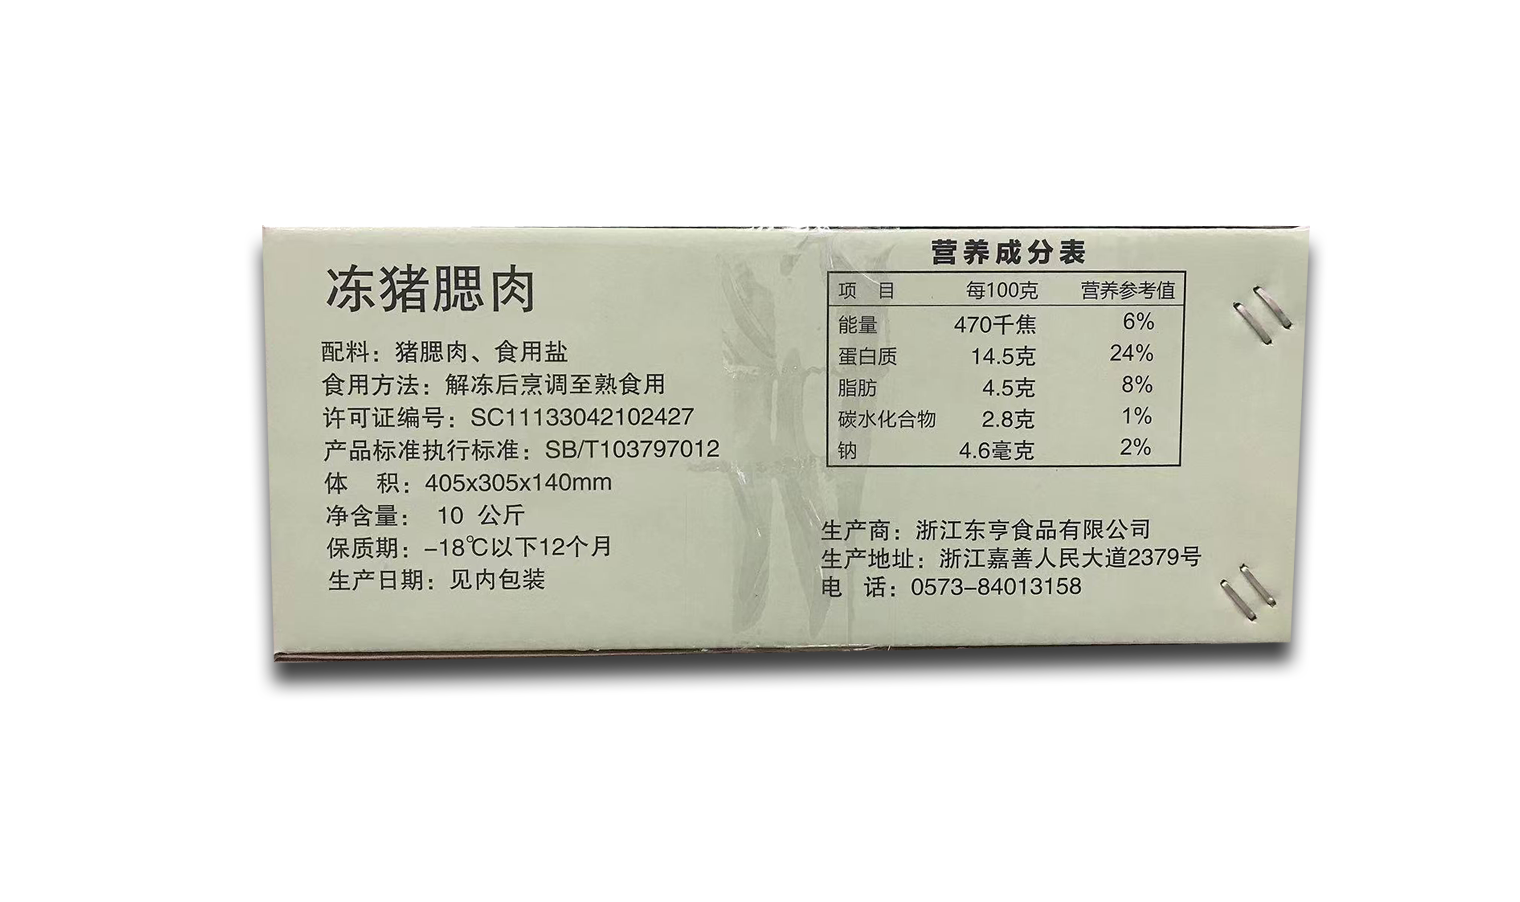 冻猪腮肉
配料：猪腮肉、食用盐
食用方法：解冻后烹调至熟食用
许可证编号：SC11133042102427
产品标准执行标准：SB/T103797012
体 积：405x305x140mm
净含量： 10 公斤
保质期：-18℃以下12个月
生产日期：见内包装
营养成分表
项 目 每100克 营养参考值
能量 470千焦 6%
蛋白质 14.5克 24%
脂肪 4.5克 8%
碳水化合物 2.8克 1%
钠 4.6毫克 2%
生产商：浙江东亨食品有限公司
生产地址：浙江嘉善人民大道2379号
电 话：0573-84013158